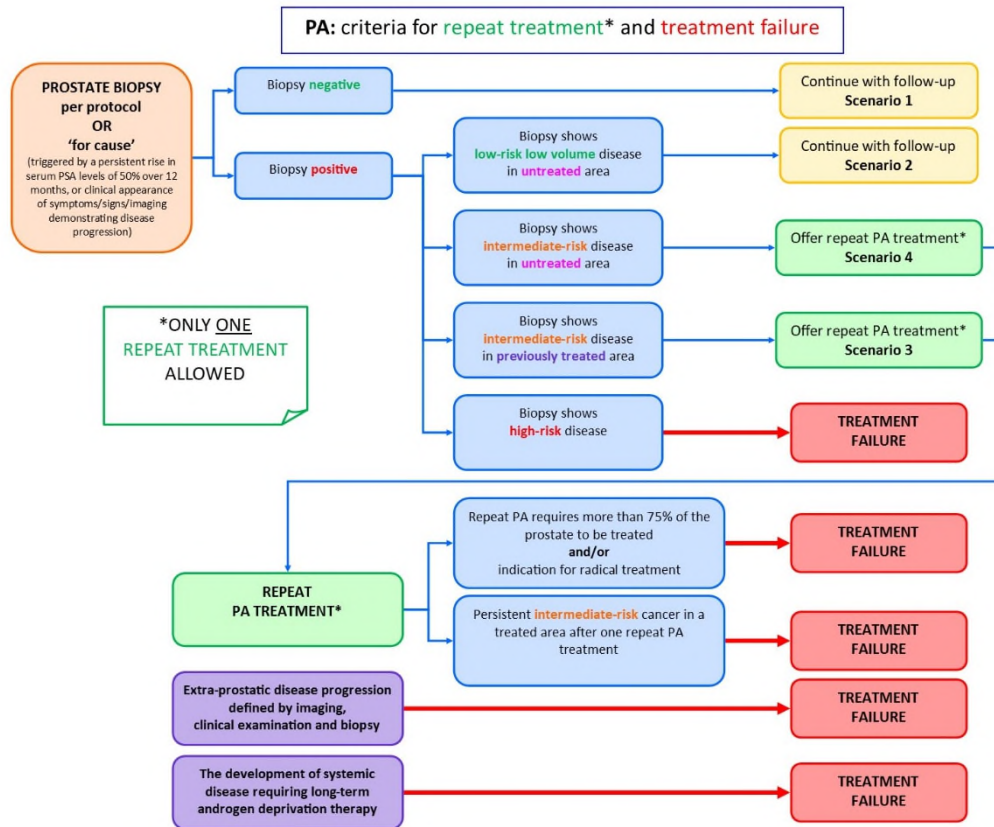 PA: criteria for repeat treatment* and treatment failure
PROSTATE BIOPSY
per protocol
OR
‘for cause’
(triggered by a persistent rise in
serum PSA levels of 50% over 12
months, or clinical appearance
of symptoms/signs/imaging
demonstrating disease
progression)
Biopsy negative
Continue with follow-up
Scenario 1
Biopsy positive
Biopsy shows
low-risk low volume disease
in untreated area
Continue with follow-up
Scenario 2
Biopsy shows
intermediate-risk disease
in untreated area
Offer repeat PA treatment*
Scenario 4
*ONLY ONE
REPEAT TREATMENT
ALLOWED
Biopsy shows
intermediate-risk disease
in previously treated area
Offer repeat PA treatment*
Scenario 3
Biopsy shows
high-risk disease
TREATMENT
FAILURE
REPEAT
PA TREATMENT*
Repeat PA requires more than 75% of the
prostate to be treated
and/or
indication for radical treatment
TREATMENT
FAILURE
Persistent intermediate-risk cancer in a
treated area after one repeat PA
treatment
TREATMENT
FAILURE
Extra-prostatic disease progression
defined by imaging,
clinical examination and biopsy
TREATMENT
FAILURE
The development of systemic
disease requiring long-term
androgen deprivation therapy
TREATMENT
FAILURE